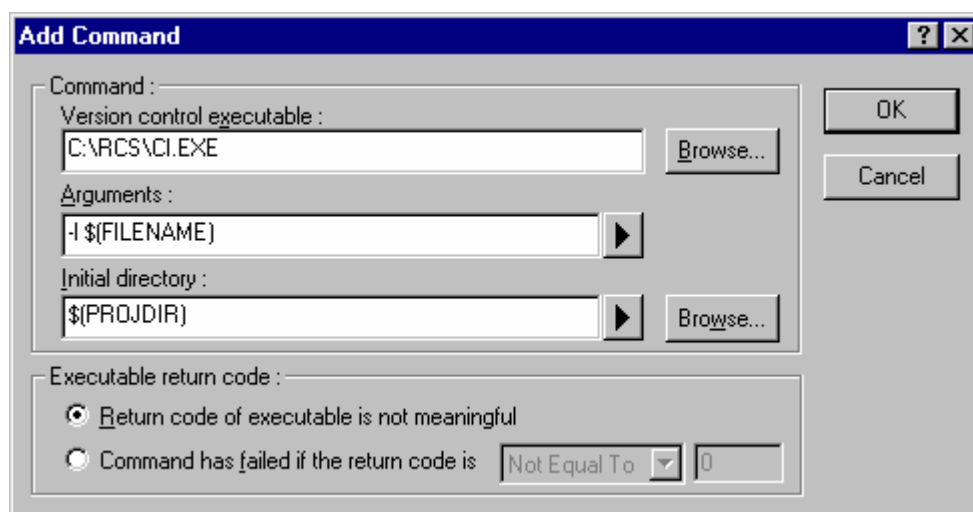 Add Command
Command :
Version control executable :
C:\RCS\CI.EXE
Browse...
Arguments :
-l $(FILENAME)
Initial directory :
$(PROJDIR)
Browse...
OK
Cancel
Executable return code :
Return code of executable is not meaningful
Command has failed if the return code is Not Equal To 0